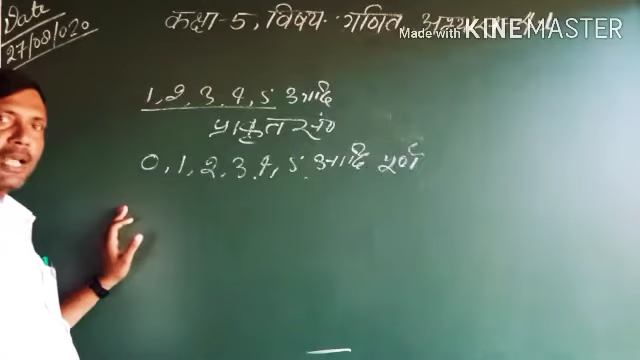 Date
27/08/020
कक्षा-5, विषय- गणित,
Made with KINEMASTER
1, 2, 3, 4, 5 आदि
प्राकृत सं०
0, 1, 2, 3, 4, 5 आदि पूर्ण